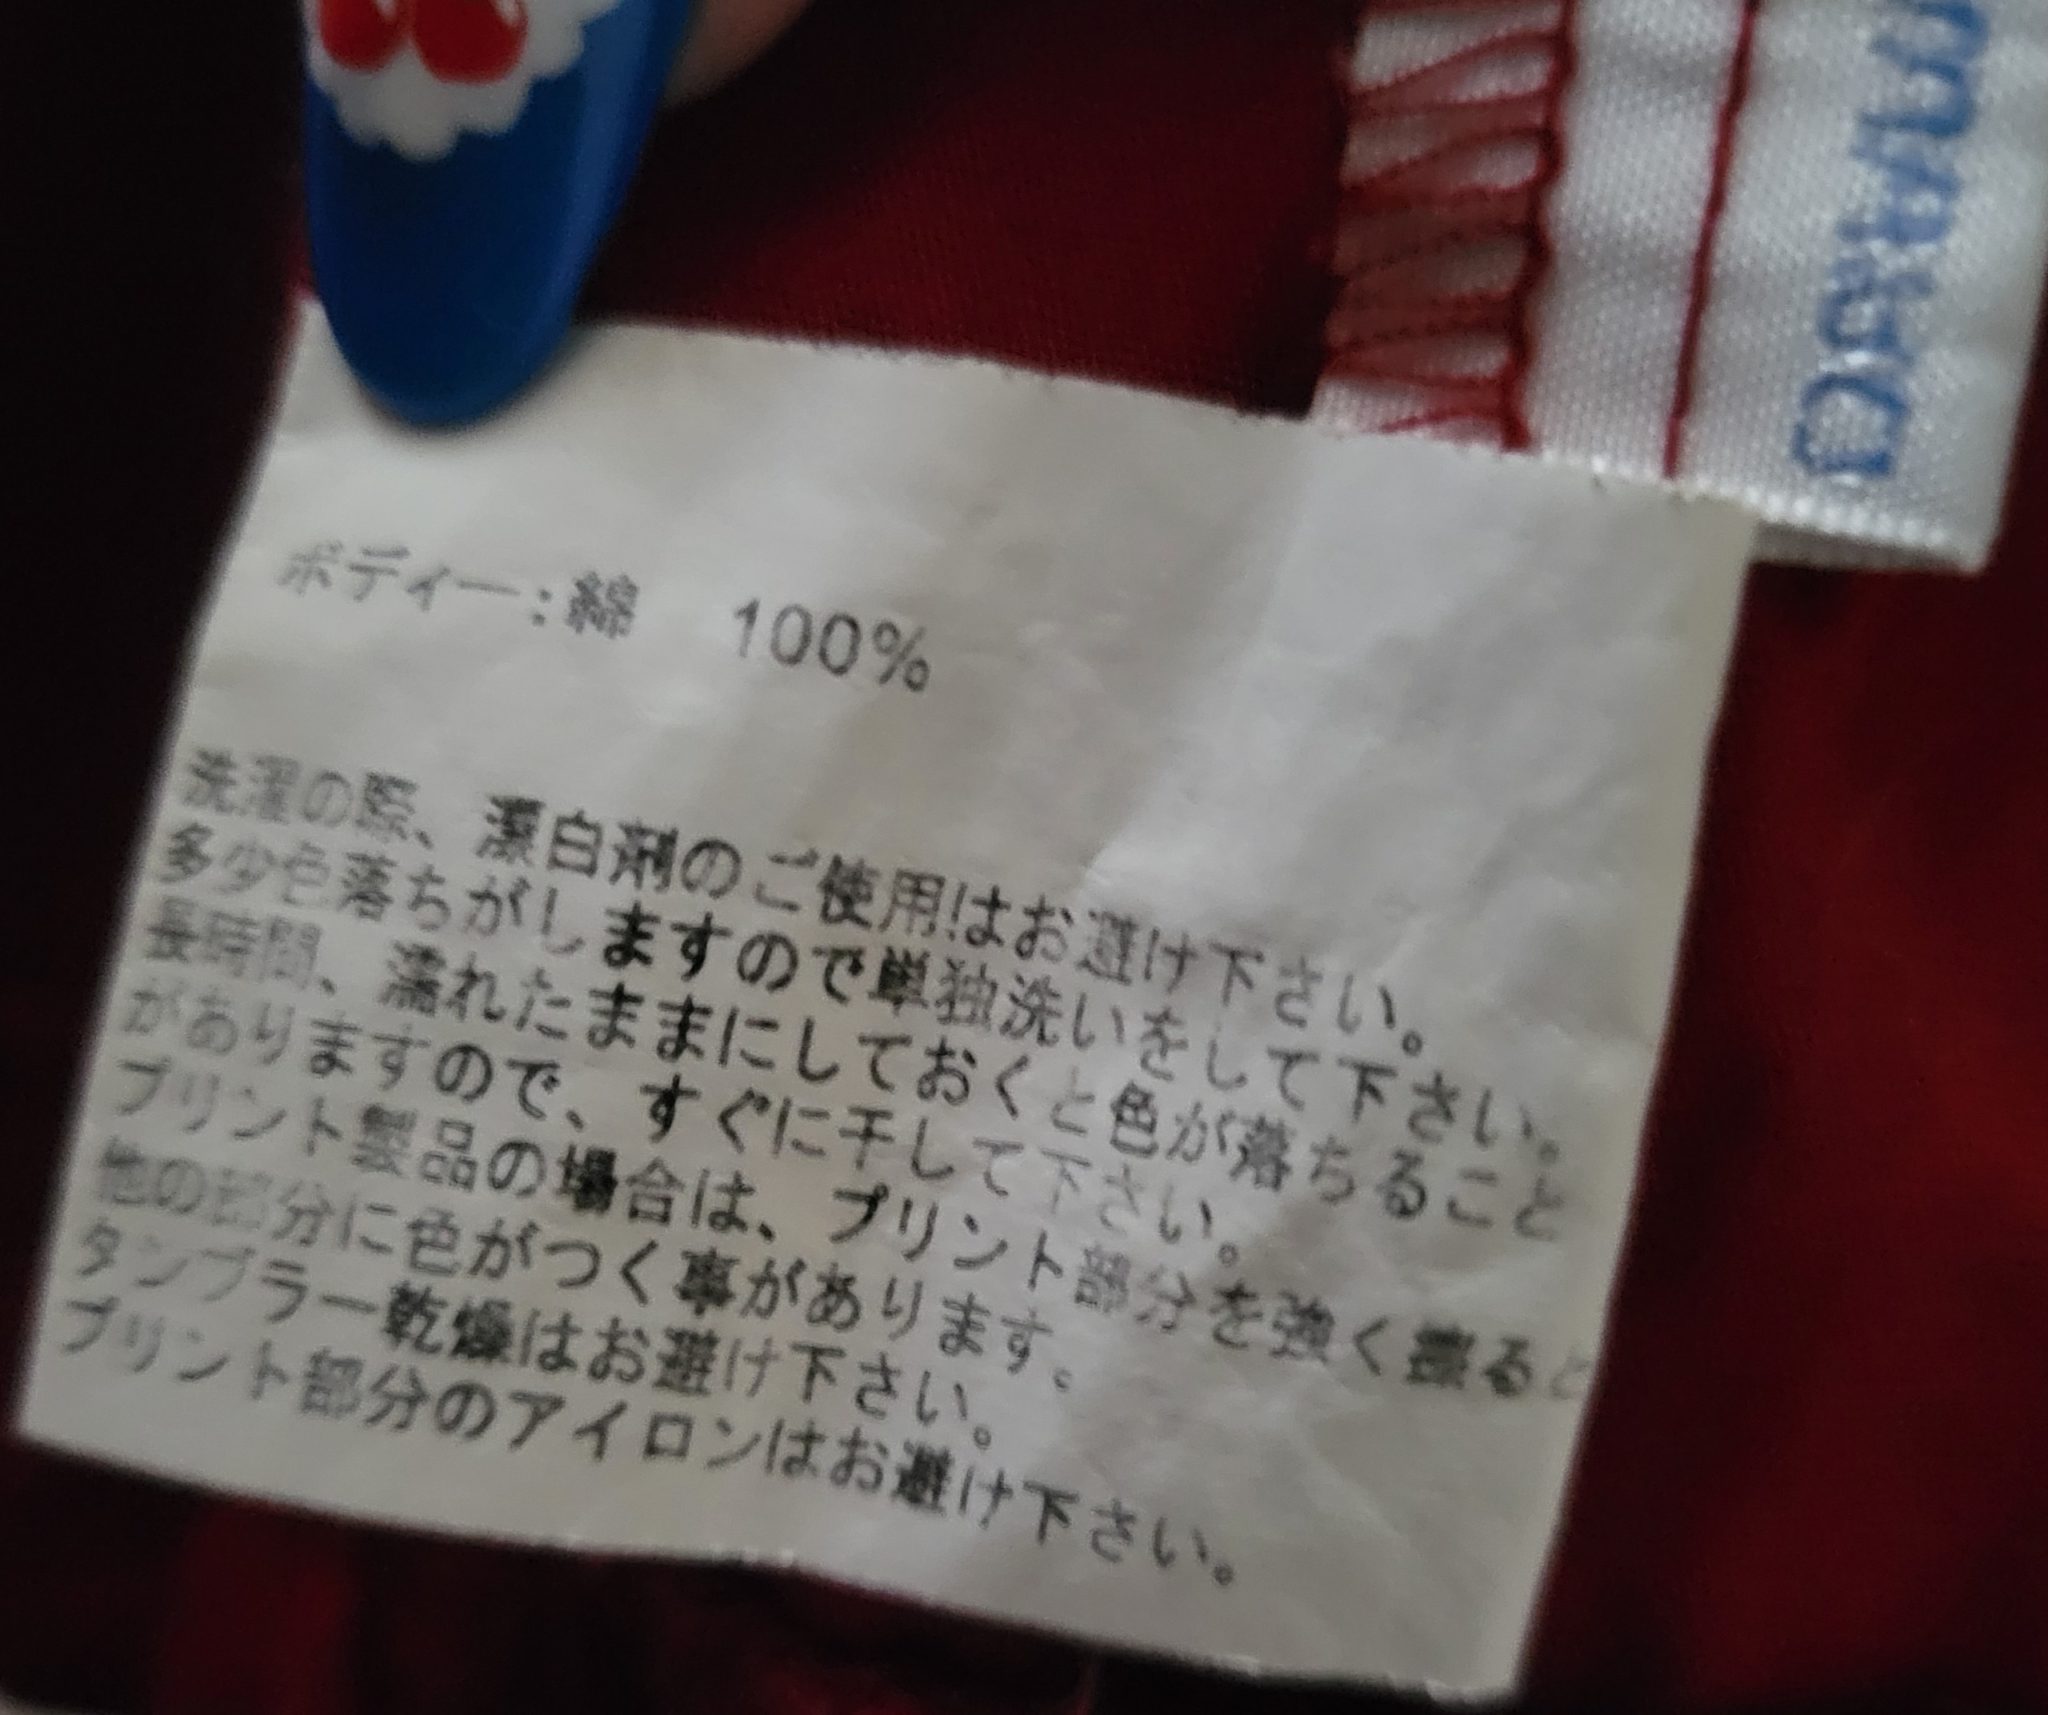 ボディー:綿　100%
洗濯の際、漂白剤のご使用はお避け下さい。
多少色落ちがしますので単独洗いをして下さい。
長時間、濡れたままにしておくと色が落ちること
がありますので、すぐに干して下さい。
プリント製品の場合は、プリント部分を強く擦ると
他の部分に色がつく事があります。
タンブラー乾燥はお避け下さい。
プリント部分のアイロンはお避け下さい。